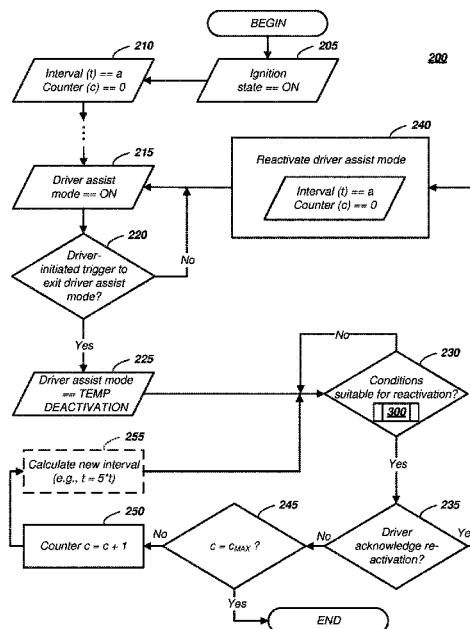 BEGIN
210
205
200
Interval (t) == a
Counter (c) == 0
Ignition
state == ON
240
215
Reactivate driver assist mode
Driver assist
mode == ON
Interval (t) == a
Counter (c) == 0
220
Driver-
initiated trigger to
exit driver assist
mode?
No
Yes
No
225
230
Driver assist mode
== TEMP
DEACTIVATION
Conditions
suitable for reactivation?
300
255
Calculate new interval
(e.g., t = 5*t)
Yes
250
245
235
Counter c = c + 1
No
c = cMAX ?
No
Driver
acknowledge re-
activation?
Yes
Yes
END